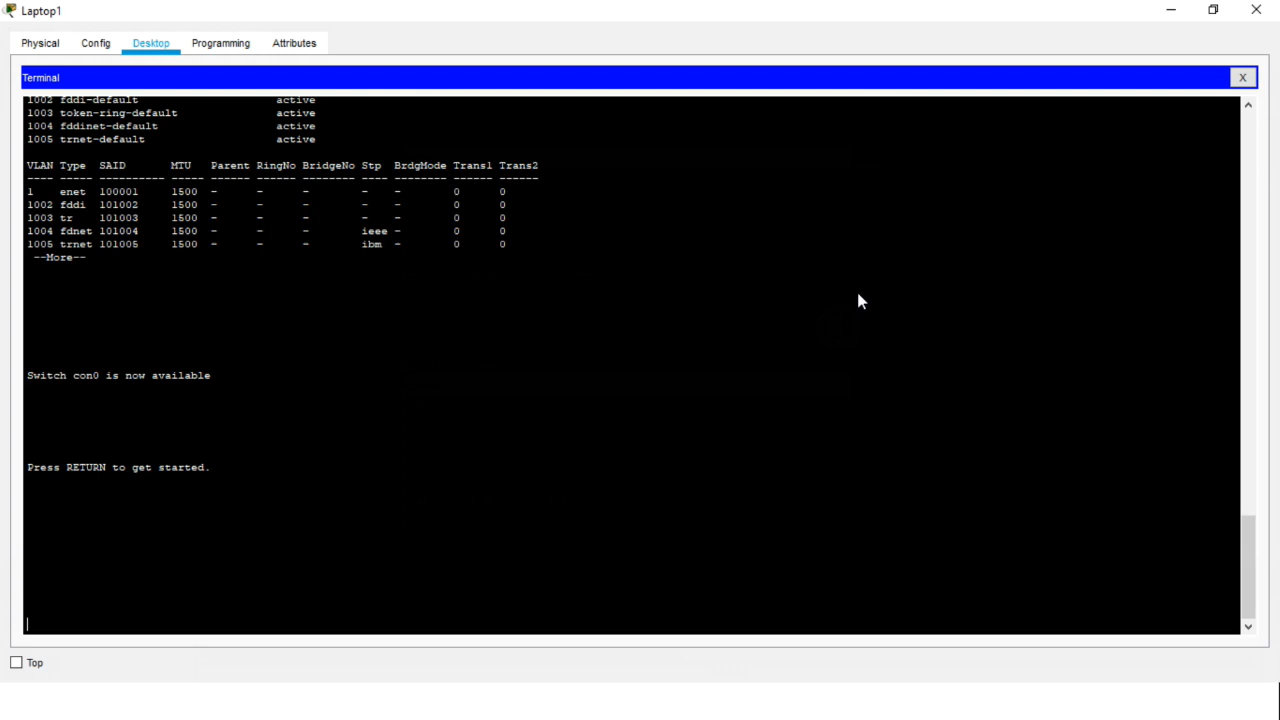 Laptop1
Physical Config Desktop Programming Attributes
Terminal X
1002 fddi-default active
1003 token-ring-default active
1004 fddinet-default active
1005 trnet-default active
VLAN Type SAID MTU Parent RingNo BridgeNo Stp BrdgMode Trans1 Trans2
---- ----- ---------- ----- ------ ------ -------- ---- -------- ------ ------
1 enet 100001 1500 - - - - - 0 0
1002 fddi 101002 1500 - - - - - 0 0
1003 tr 101003 1500 - - - - - 0 0
1004 fdnet 101004 1500 - - - ieee - 0 0
1005 trnet 101005 1500 - - - ibm - 0 0
--More--
Switch con0 is now available
Press RETURN to get started.
Top